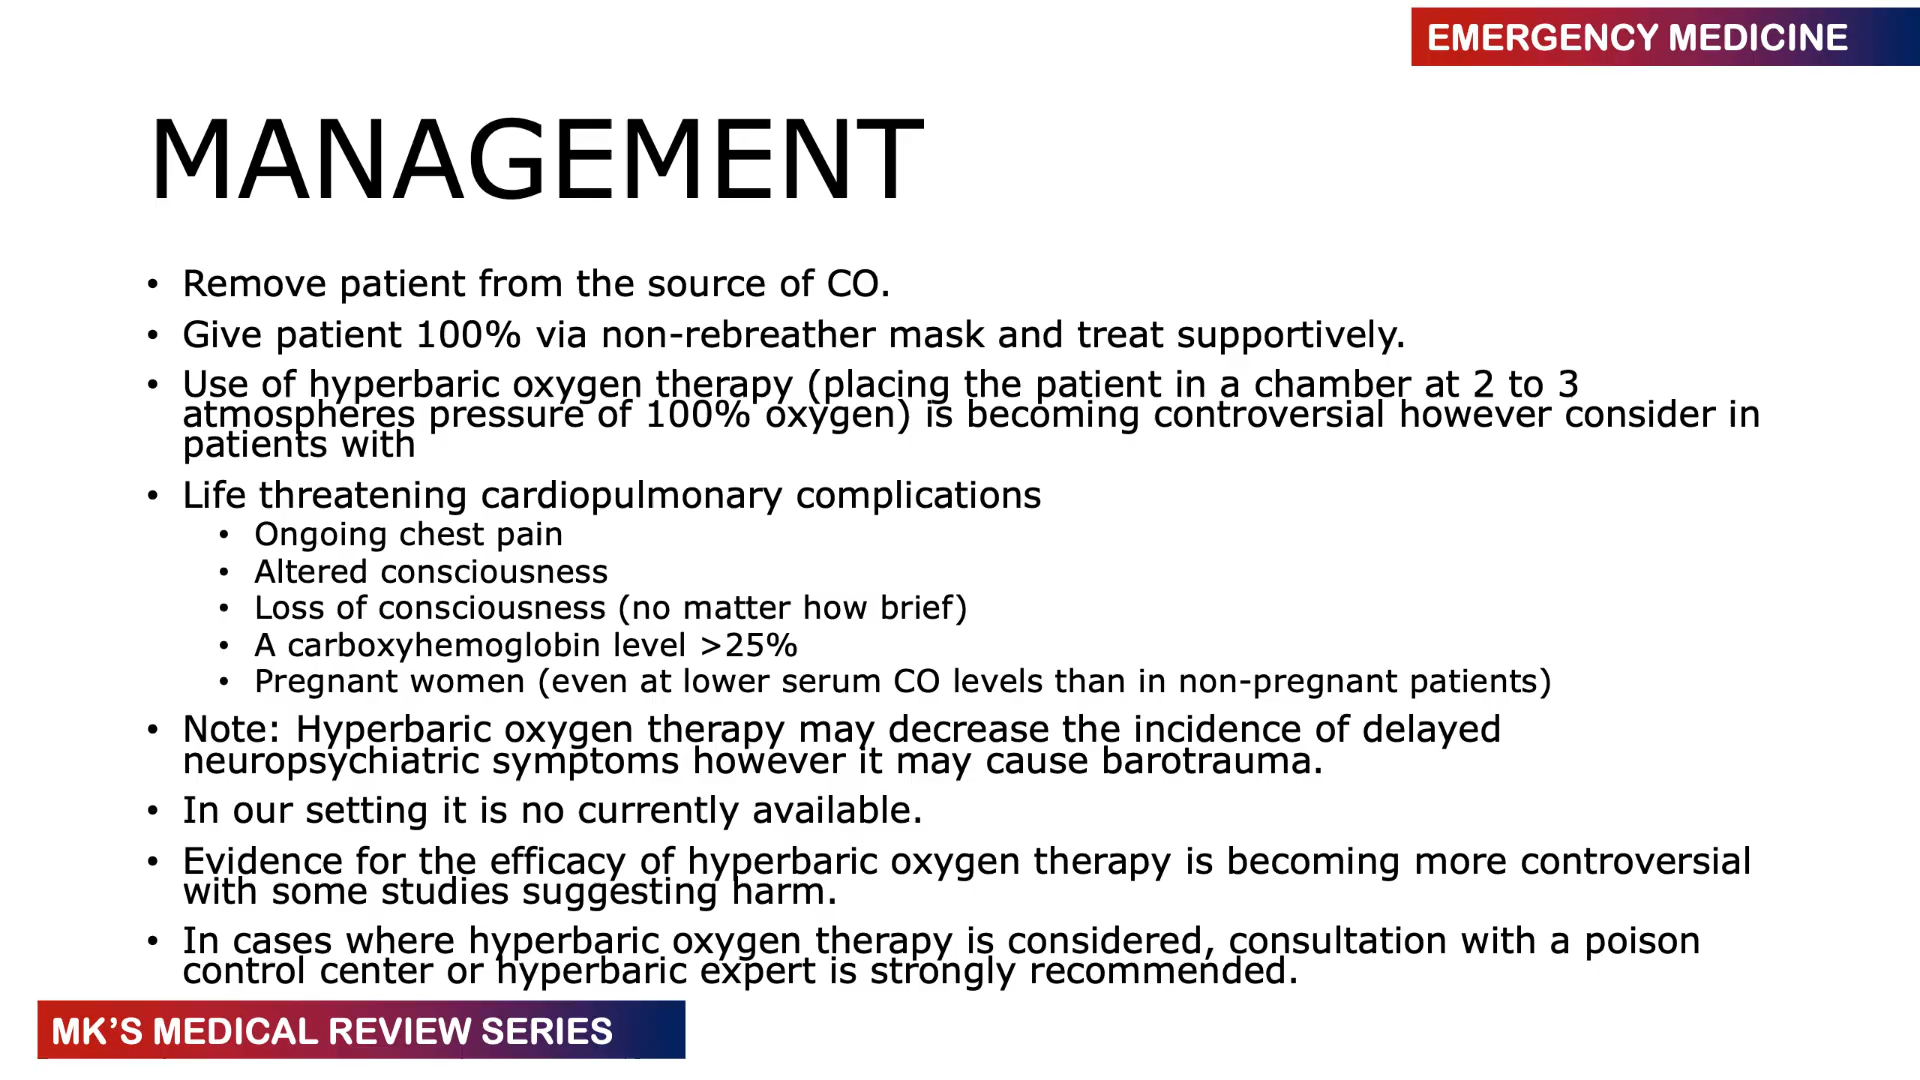 EMERGENCY MEDICINE
MANAGEMENT
• Remove patient from the source of CO.
• Give patient 100% via non-rebreather mask and treat supportively.
• Use of hyperbaric oxygen therapy (placing the patient in a chamber at 2 to 3
atmospheres pressure of 100% oxygen) is becoming controversial however consider in
patients with
• Life threatening cardiopulmonary complications
• Ongoing chest pain
• Altered consciousness
• Loss of consciousness (no matter how brief)
• A carboxyhemoglobin level >25%
• Pregnant women (even at lower serum CO levels than in non-pregnant patients)
• Note: Hyperbaric oxygen therapy may decrease the incidence of delayed
neuropsychiatric symptoms however it may cause barotrauma.
• In our setting it is no currently available.
• Evidence for the efficacy of hyperbaric oxygen therapy is becoming more controversial
with some studies suggesting harm.
• In cases where hyperbaric oxygen therapy is considered, consultation with a poison
control center or hyperbaric expert is strongly recommended.
MK’S MEDICAL REVIEW SERIES